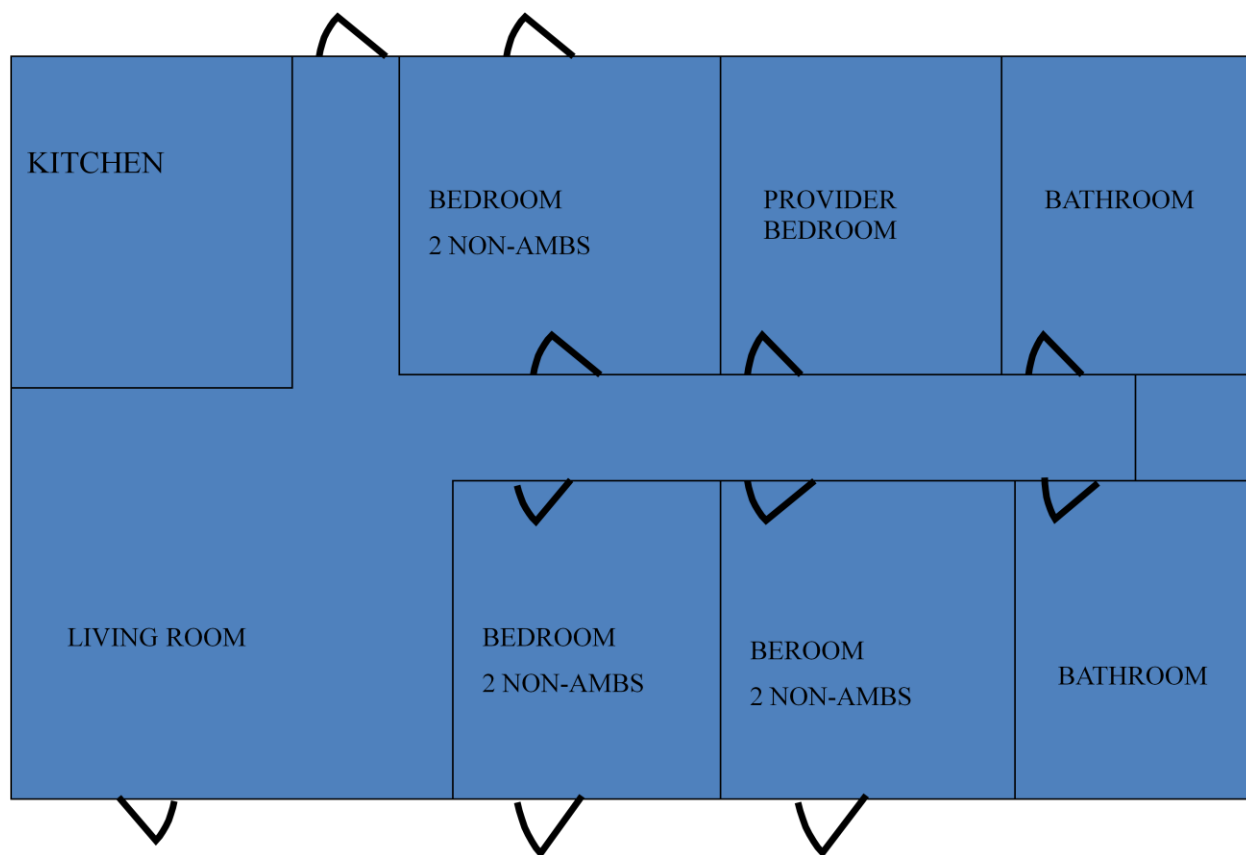 KITCHEN
BEDROOM
2 NON-AMBS
PROVIDER
BEDROOM
BATHROOM
LIVING ROOM
BEDROOM
2 NON-AMBS
BEROOM
2 NON-AMBS
BATHROOM